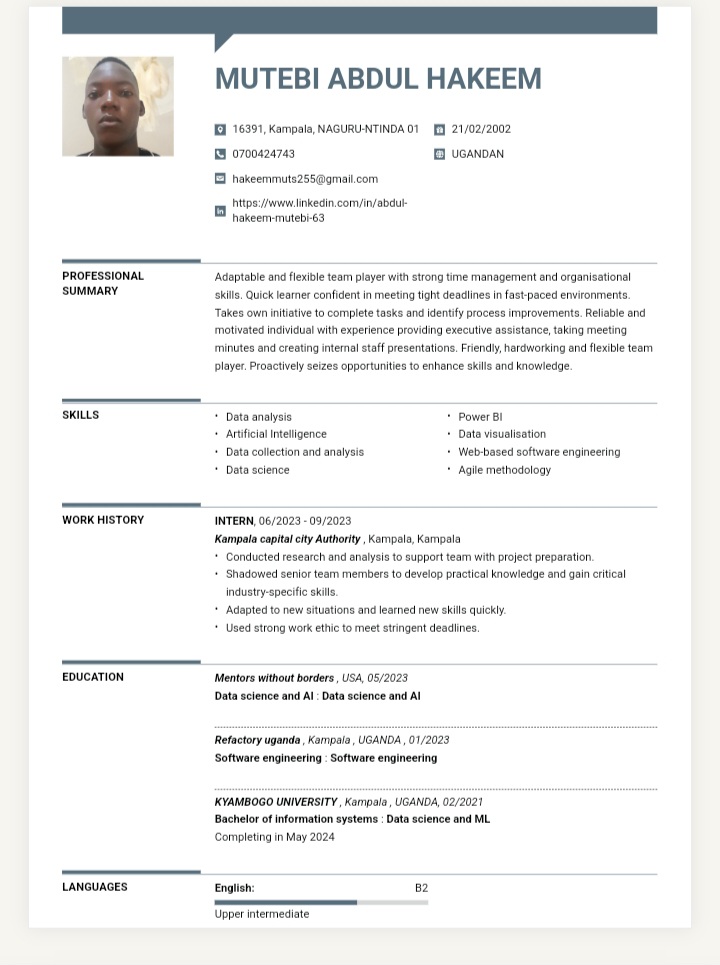 MUTEBI ABDUL HAKEEM
16391, Kampala, NAGURU-NTINDA 01
21/02/2002
0700424743
UGANDAN
hakeemmuts255@gmail.com
https://www.linkedin.com/in/abdul-
hakeem-mutebi-63
PROFESSIONAL
SUMMARY
Adaptable and flexible team player with strong time management and organisational
skills. Quick learner confident in meeting tight deadlines in fast-paced environments.
Takes own initiative to complete tasks and identify process improvements. Reliable and
motivated individual with experience providing executive assistance, taking meeting
minutes and creating internal staff presentations. Friendly, hardworking and flexible team
player. Proactively seizes opportunities to enhance skills and knowledge.
SKILLS
• Data analysis
• Artificial Intelligence
• Data collection and analysis
• Data science
• Power BI
• Data visualisation
• Web-based software engineering
• Agile methodology
WORK HISTORY
INTERN, 06/2023 - 09/2023
Kampala capital city Authority , Kampala, Kampala
• Conducted research and analysis to support team with project preparation.
• Shadowed senior team members to develop practical knowledge and gain critical
industry-specific skills.
• Adapted to new situations and learned new skills quickly.
• Used strong work ethic to meet stringent deadlines.
EDUCATION
Mentors without borders , USA, 05/2023
Data science and AI : Data science and AI
Refactory uganda , Kampala , UGANDA , 01/2023
Software engineering : Software engineering
KYAMBOGO UNIVERSITY , Kampala , UGANDA, 02/2021
Bachelor of information systems : Data science and ML
Completing in May 2024
LANGUAGES
English: B2
Upper intermediate